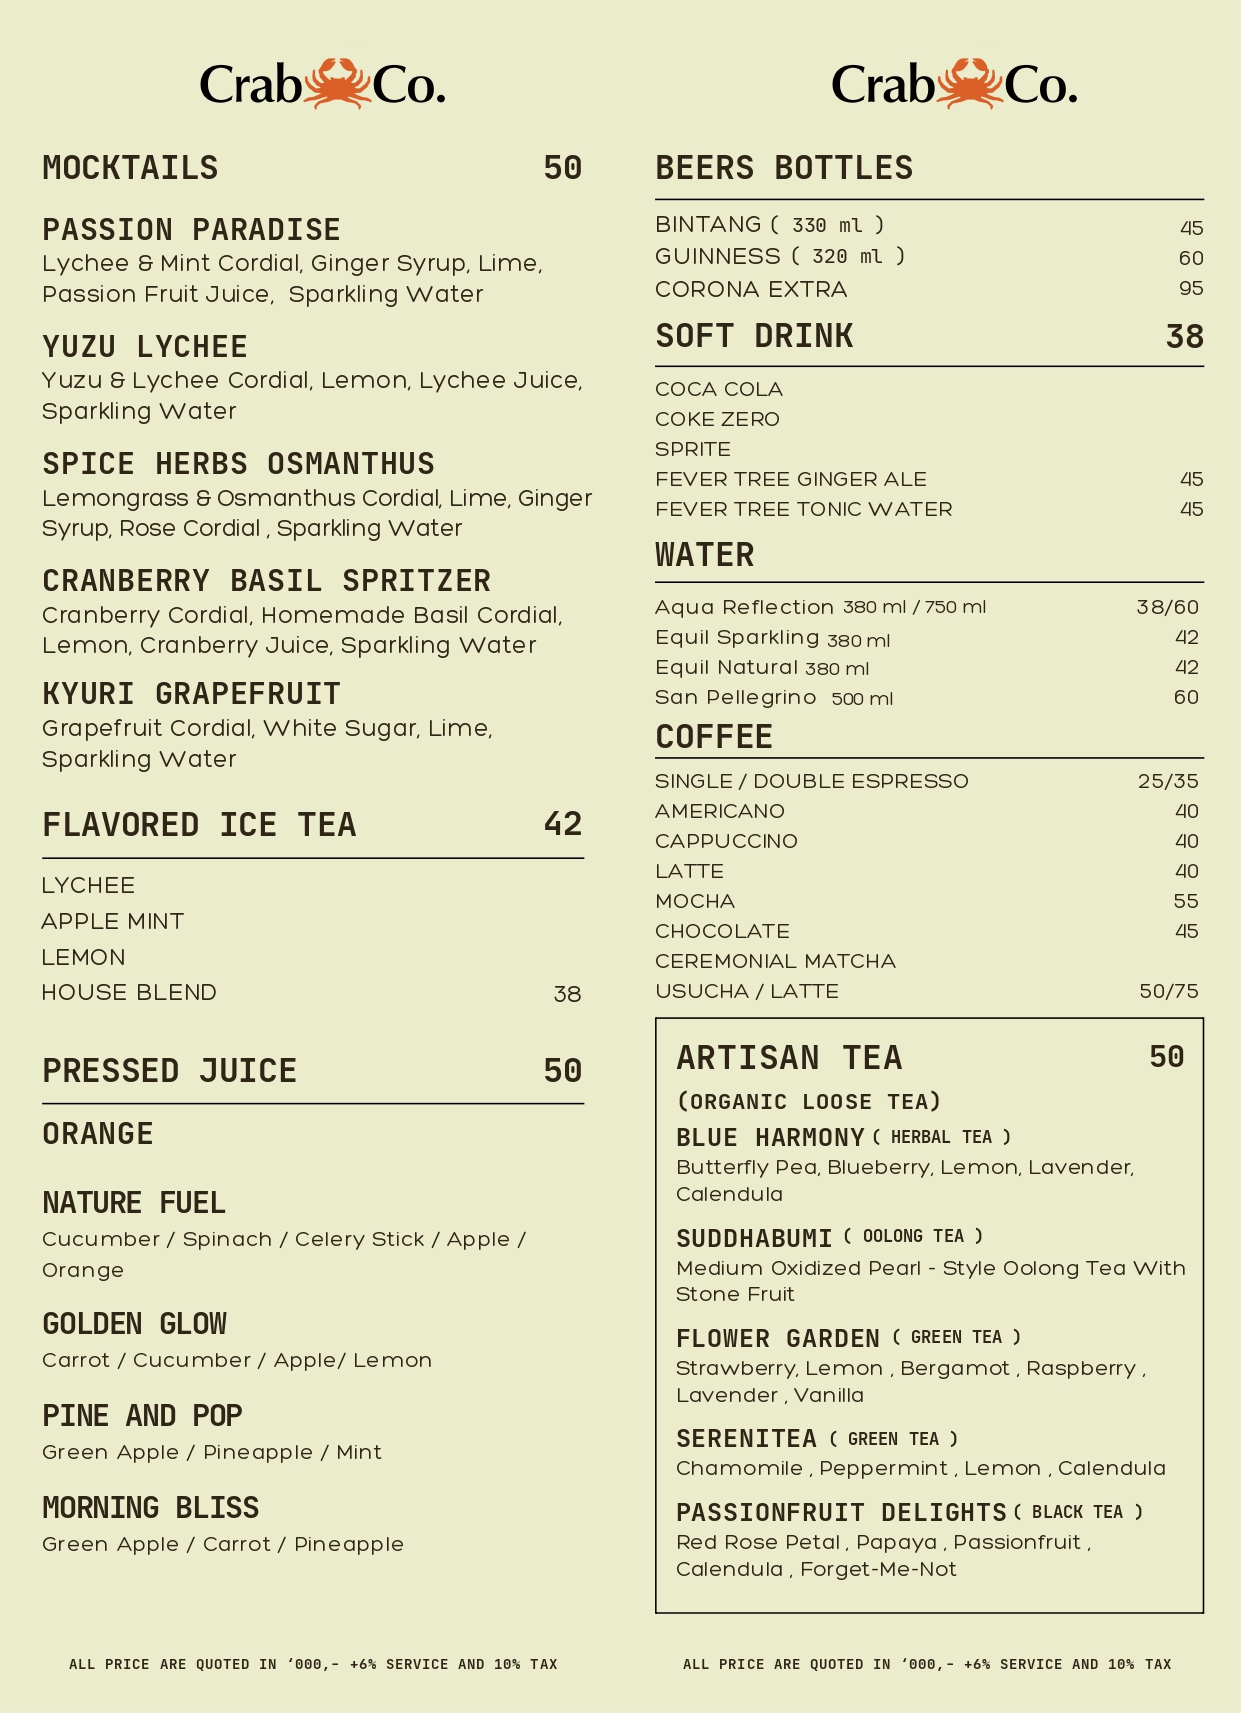 Crab Co.
MOCKTAILS 50
PASSION PARADISE
Lychee & Mint Cordial, Ginger Syrup, Lime,
Passion Fruit Juice, Sparkling Water
YUZU LYCHEE
Yuzu & Lychee Cordial, Lemon, Lychee Juice,
Sparkling Water
SPICE HERBS OSMANTHUS
Lemongrass & Osmanthus Cordial, Lime, Ginger
Syrup, Rose Cordial , Sparkling Water
CRANBERRY BASIL SPRITZER
Cranberry Cordial, Homemade Basil Cordial,
Lemon, Cranberry Juice, Sparkling Water
KYURI GRAPEFRUIT
Grapefruit Cordial, White Sugar, Lime,
Sparkling Water
FLAVORED ICE TEA 42
LYCHEE
APPLE MINT
LEMON
HOUSE BLEND 38
PRESSED JUICE 50
ORANGE
NATURE FUEL
Cucumber / Spinach / Celery Stick / Apple /
Orange
GOLDEN GLOW
Carrot / Cucumber / Apple/ Lemon
PINE AND POP
Green Apple / Pineapple / Mint
MORNING BLISS
Green Apple / Carrot / Pineapple
ALL PRICE ARE QUOTED IN ‘000,- +6% SERVICE AND 10% TAX
Crab Co.
BEERS BOTTLES
BINTANG ( 330 ml ) 45
GUINNESS ( 320 ml ) 60
CORONA EXTRA 95
SOFT DRINK 38
COCA COLA
COKE ZERO
SPRITE
FEVER TREE GINGER ALE 45
FEVER TREE TONIC WATER 45
WATER
Aqua Reflection 380 ml / 750 ml 38/60
Equil Sparkling 380 ml 42
Equil Natural 380 ml 42
San Pellegrino 500 ml 60
COFFEE
SINGLE / DOUBLE ESPRESSO 25/35
AMERICANO 40
CAPPUCCINO 40
LATTE 40
MOCHA 55
CHOCOLATE 45
CEREMONIAL MATCHA
USUCHA / LATTE 50/75
ARTISAN TEA 50
(ORGANIC LOOSE TEA)
BLUE HARMONY ( HERBAL TEA )
Butterfly Pea, Blueberry, Lemon, Lavender,
Calendula
SUDDHABUMI ( OOLONG TEA )
Medium Oxidized Pearl - Style Oolong Tea With
Stone Fruit
FLOWER GARDEN ( GREEN TEA )
Strawberry, Lemon , Bergamot , Raspberry ,
Lavender , Vanilla
SERENITEA ( GREEN TEA )
Chamomile , Peppermint , Lemon , Calendula
PASSIONFRUIT DELIGHTS ( BLACK TEA )
Red Rose Petal , Papaya , Passionfruit ,
Calendula , Forget-Me-Not
ALL PRICE ARE QUOTED IN ‘000,- +6% SERVICE AND 10% TAX